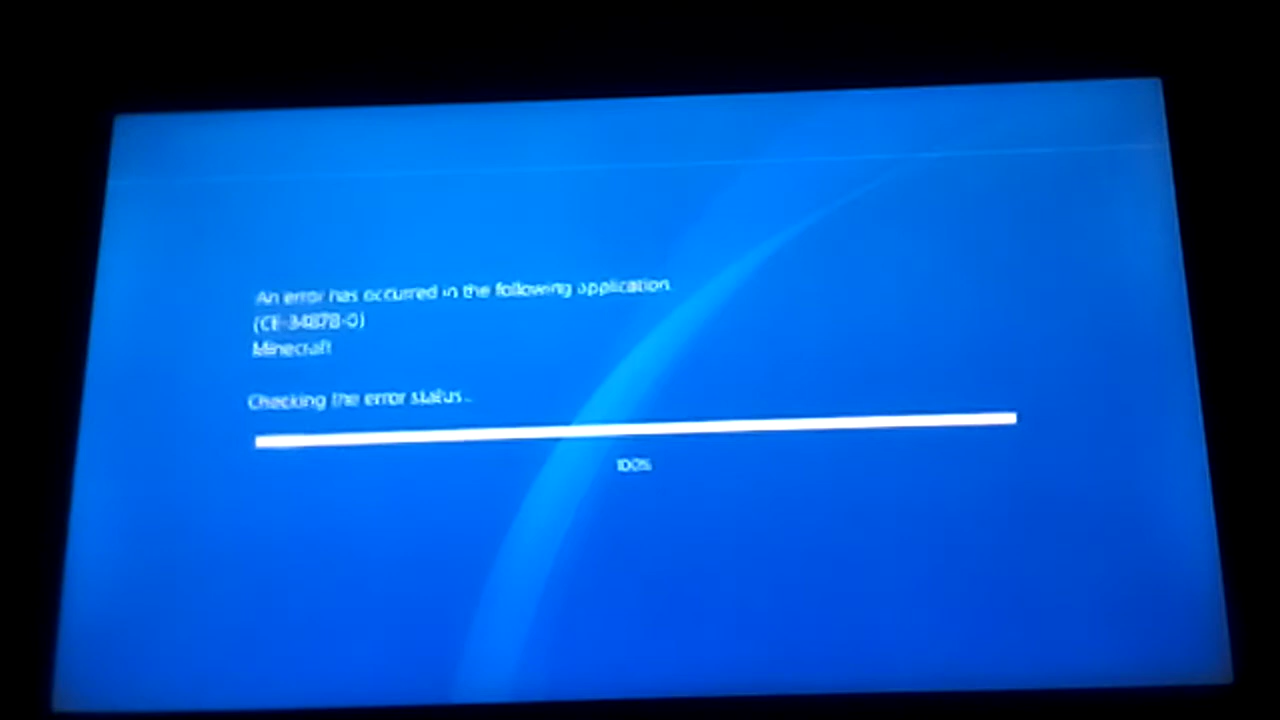 An error has occurred in the following application.
(CE-34878-0)
Minecraft
Checking the error status...
100%